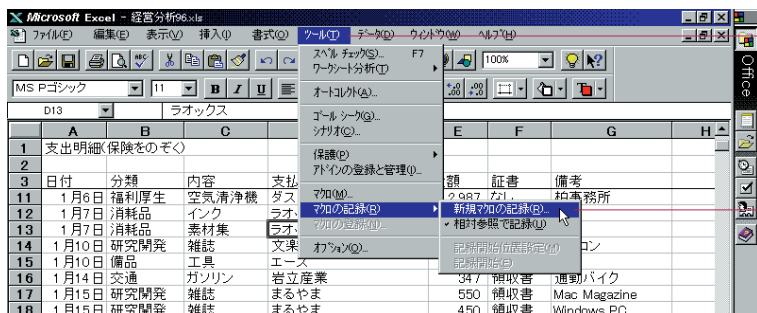 Microsoft Excel - 経営分析96.xls
ファイル(F) 編集(E) 表示(V) 挿入(I) 書式(O) ツール(T) データ(D) ウィンドウ(W) ヘルプ(H)
スペル チェック(S)... F7
ワークシート分析(T)
オートコレクト(A)...
ゴール シーク(G)...
シナリオ(C)...
保護(P)
アドインの登録と管理(I)...
マクロ(M)...
マクロの記録(R)
マクロの登録(N)...
オプション(O)...
新規マクロの記録(R)...
✓相対参照で記録(U)
記録開始位置設定(M)
記録開始(B)
100%
MS Pゴシック 11 B I U
D13 ラオックス
A B C E F G H
1 支出明細(保険をのぞく)
2
3 日付 分類 内容 支払 額 証書 備考
11 1月6日 福利厚生 空気清浄機 ダス 2,987 なし 柏事務所
12 1月7日 消耗品 インク ラオ
13 1月7日 消耗品 素材集 ラオ
14 1月10日 研究開発 雑誌 文楽 コン
15 1月10日 備品 工具 エース
16 1月14日 交通 ガソリン 岩立産業 347 領収書 通勤バイク
17 1月15日 研究開発 雑誌 まるやま 550 領収書 Mac Magazine
18 1月15日 研究開発 雑誌 まるやま 450 領収書 Windows PC
Office